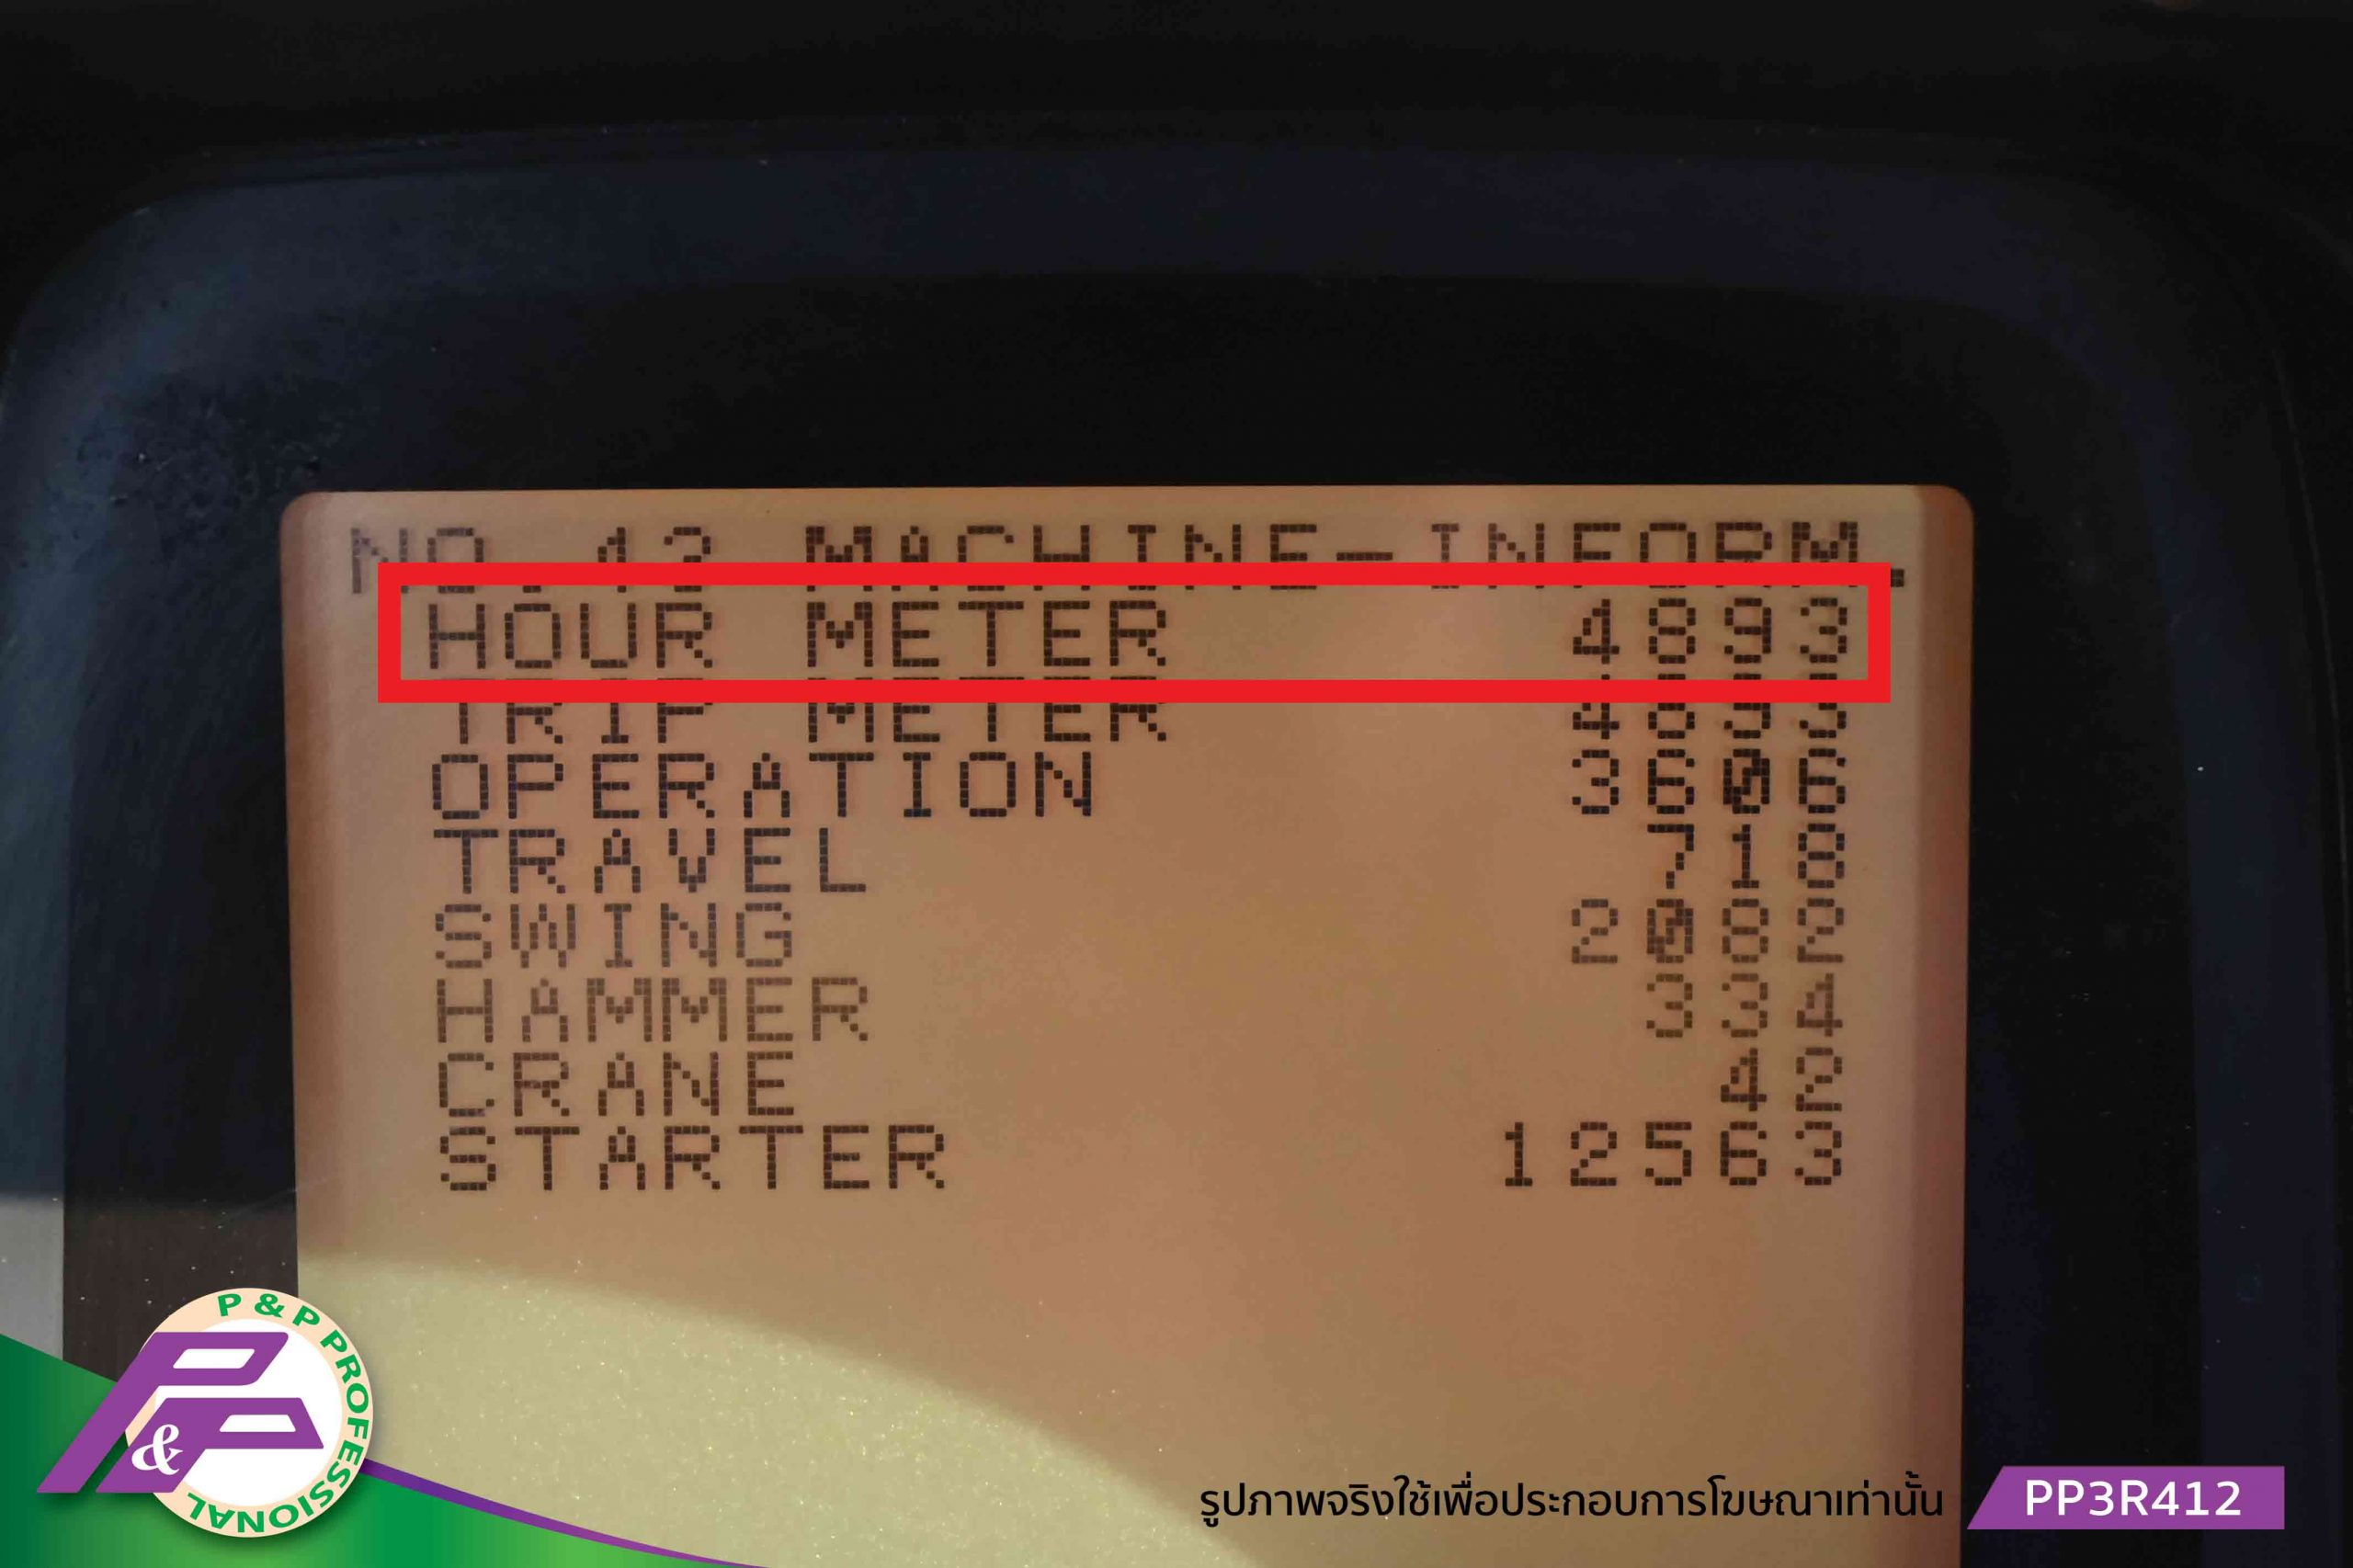 NO.42 MACHINE-INFORM.
HOUR METER 4893
TRIP METER 4893
OPERATION 3606
TRAVEL 718
SWING 2082
HAMMER 334
CRANE 42
STARTER 12563
P & P PROFESSIONAL
P&P
รูปภาพจริงใช้เพื่อประกอบการโฆษณาเท่านั้น
PP3R412